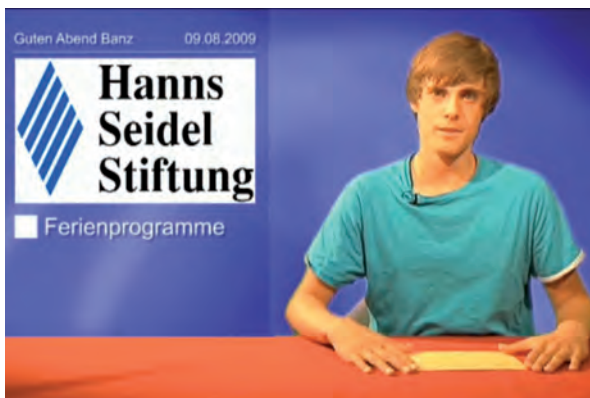 Guten Abend Banz 09.08.2009
Hanns
Seidel
Stiftung
Ferienprogramme